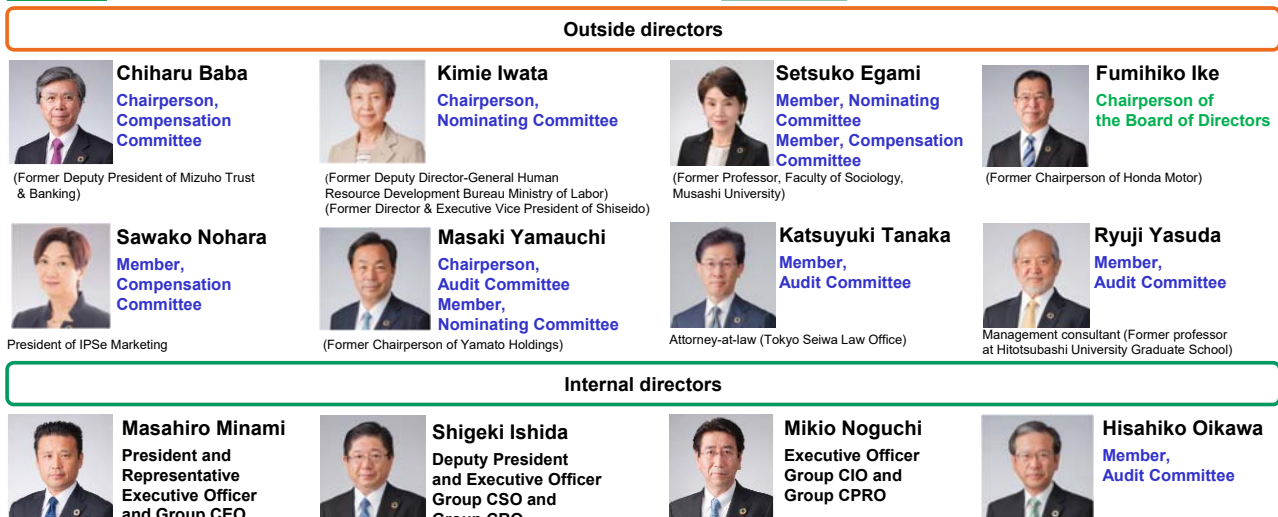 Outside directors
Chiharu Baba
Chairperson,
Compensation
Committee
(Former Deputy President of Mizuho Trust
& Banking)
Kimie Iwata
Chairperson,
Nominating Committee
(Former Deputy Director-General Human
Resource Development Bureau Ministry of Labor)
(Former Director & Executive Vice President of Shiseido)
Setsuko Egami
Member, Nominating
Committee
Member, Compensation
Committee
(Former Professor, Faculty of Sociology,
Musashi University)
Fumihiko Ike
Chairperson of
the Board of Directors
(Former Chairperson of Honda Motor)
Sawako Nohara
Member,
Compensation
Committee
President of IPSe Marketing
Masaki Yamauchi
Chairperson,
Audit Committee
Member,
Nominating Committee
(Former Chairperson of Yamato Holdings)
Katsuyuki Tanaka
Member,
Audit Committee
Attorney-at-law (Tokyo Seiwa Law Office)
Ryuji Yasuda
Member,
Audit Committee
Management consultant (Former professor
at Hitotsubashi University Graduate School)
Internal directors
Masahiro Minami
President and
Representative
Executive Officer
and Group CEO
Shigeki Ishida
Deputy President
and Executive Officer
Group CSO and
Mikio Noguchi
Executive Officer
Group CIO and
Group CPRO
Hisahiko Oikawa
Member,
Audit Committee